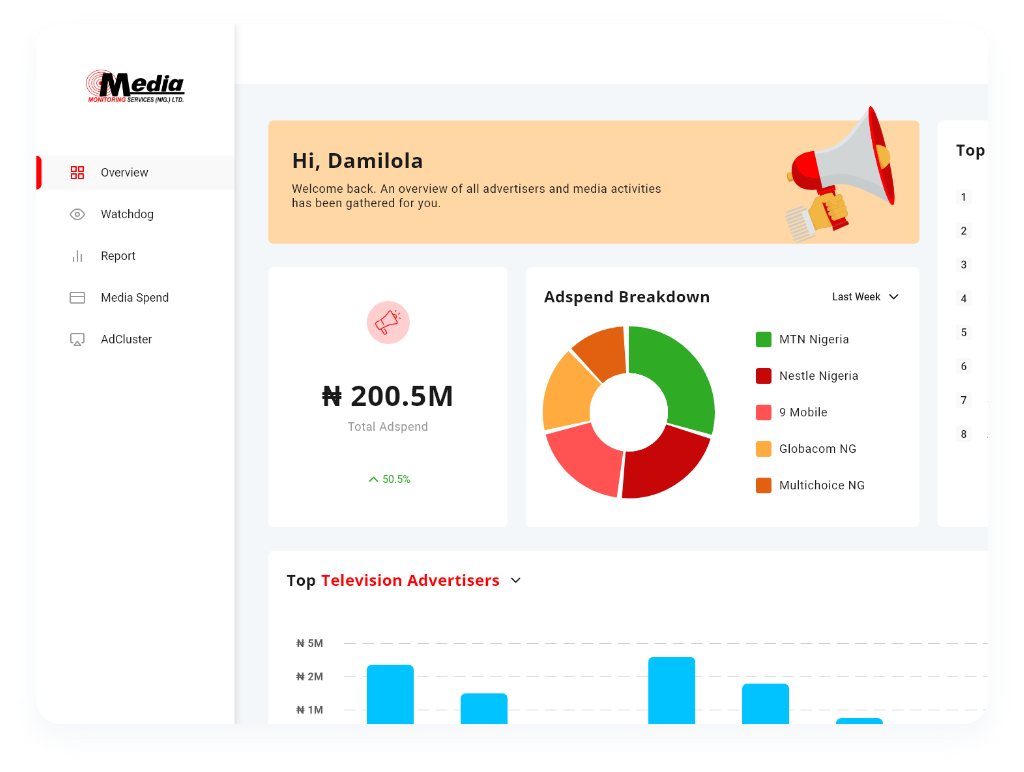 Media
MONITORING SERVICES (NIG.) LTD.
Overview
Watchdog
Report
Media Spend
AdCluster
Hi, Damilola
Welcome back. An overview of all advertisers and media activities
has been gathered for you.
₦ 200.5M
Total Adspend
50.5%
Adspend Breakdown
Last Week
MTN Nigeria
Nestle Nigeria
9 Mobile
Globacom NG
Multichoice NG
Top
1
2
3
4
5
6
7
8
Top Television Advertisers
₦ 5M
₦ 2M
₦ 1M